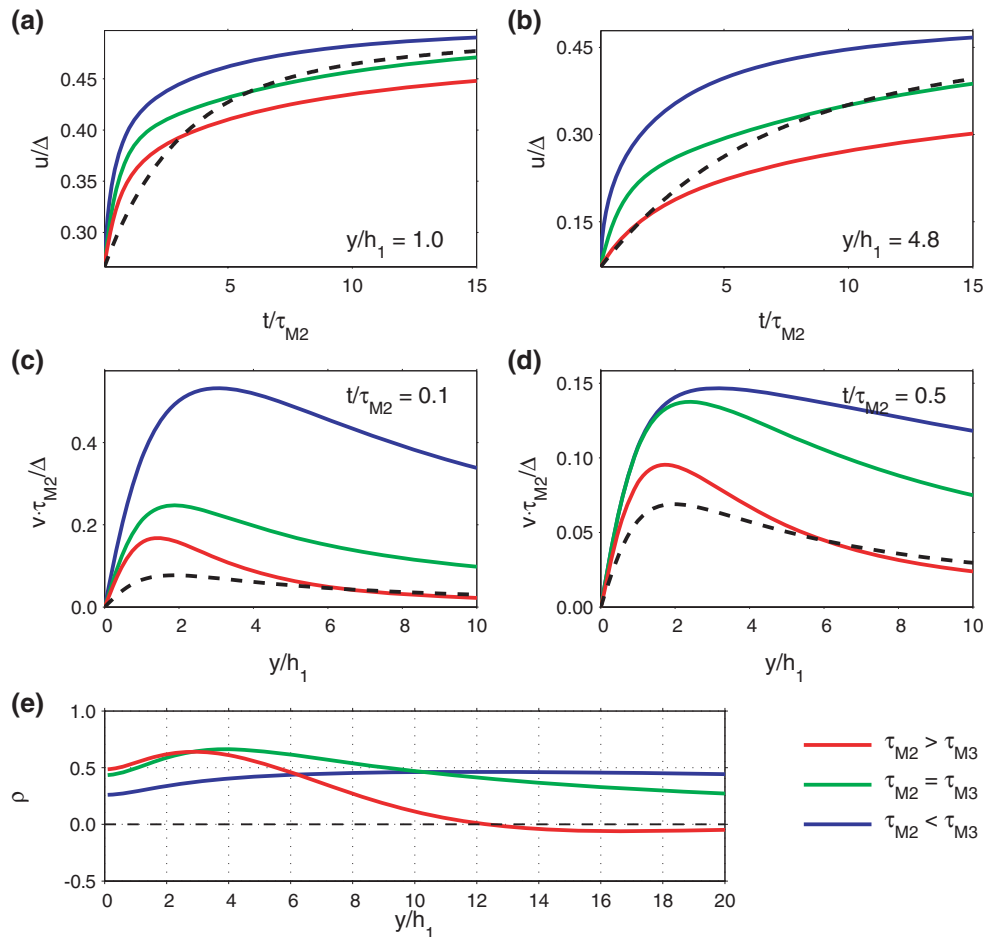 (a)
u/Δ
0.45
0.40
0.35
0.30
y/h1 = 1.0
5 10 15
t/τM2
(b)
u/Δ
0.45
0.30
0.15
y/h1 = 4.8
5 10 15
t/τM2
(c)
v·τM2/Δ
0.4
0.2
0.0
t/τM2 = 0.1
0 2 4 6 8 10
y/h1
(d)
v·τM2/Δ
0.15
0.10
0.05
0.00
t/τM2 = 0.5
0 2 4 6 8 10
y/h1
(e)
ρ
1.0
0.5
0.0
-0.5
0 2 4 6 8 10 12 14 16 18 20
y/h1
τM2 > τM3
τM2 = τM3
τM2 < τM3